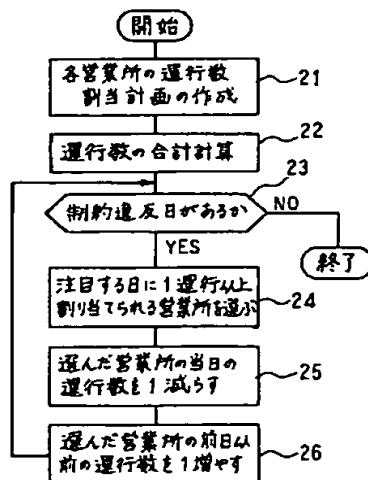 開始
各営業所の運行数
割当計画の作成
21
運行数の合計計算
22
制約違反日があるか
23
NO
YES
終了
注目する日に1運行以上
割り当てられる営業所を選ぶ
24
選んだ営業所の当日の
運行数を1減らす
25
選んだ営業所の前日以
前の運行数を1増やす
26